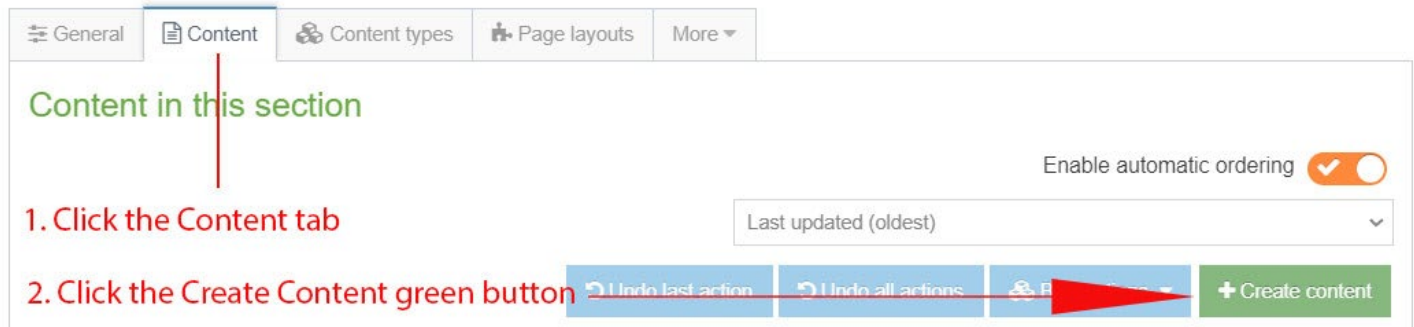 General Content Content types Page layouts More
Content in this section
Enable automatic ordering
1. Click the Content tab
Last updated (oldest)
2. Click the Create Content green button
Undo last action Undo all actions
Create content